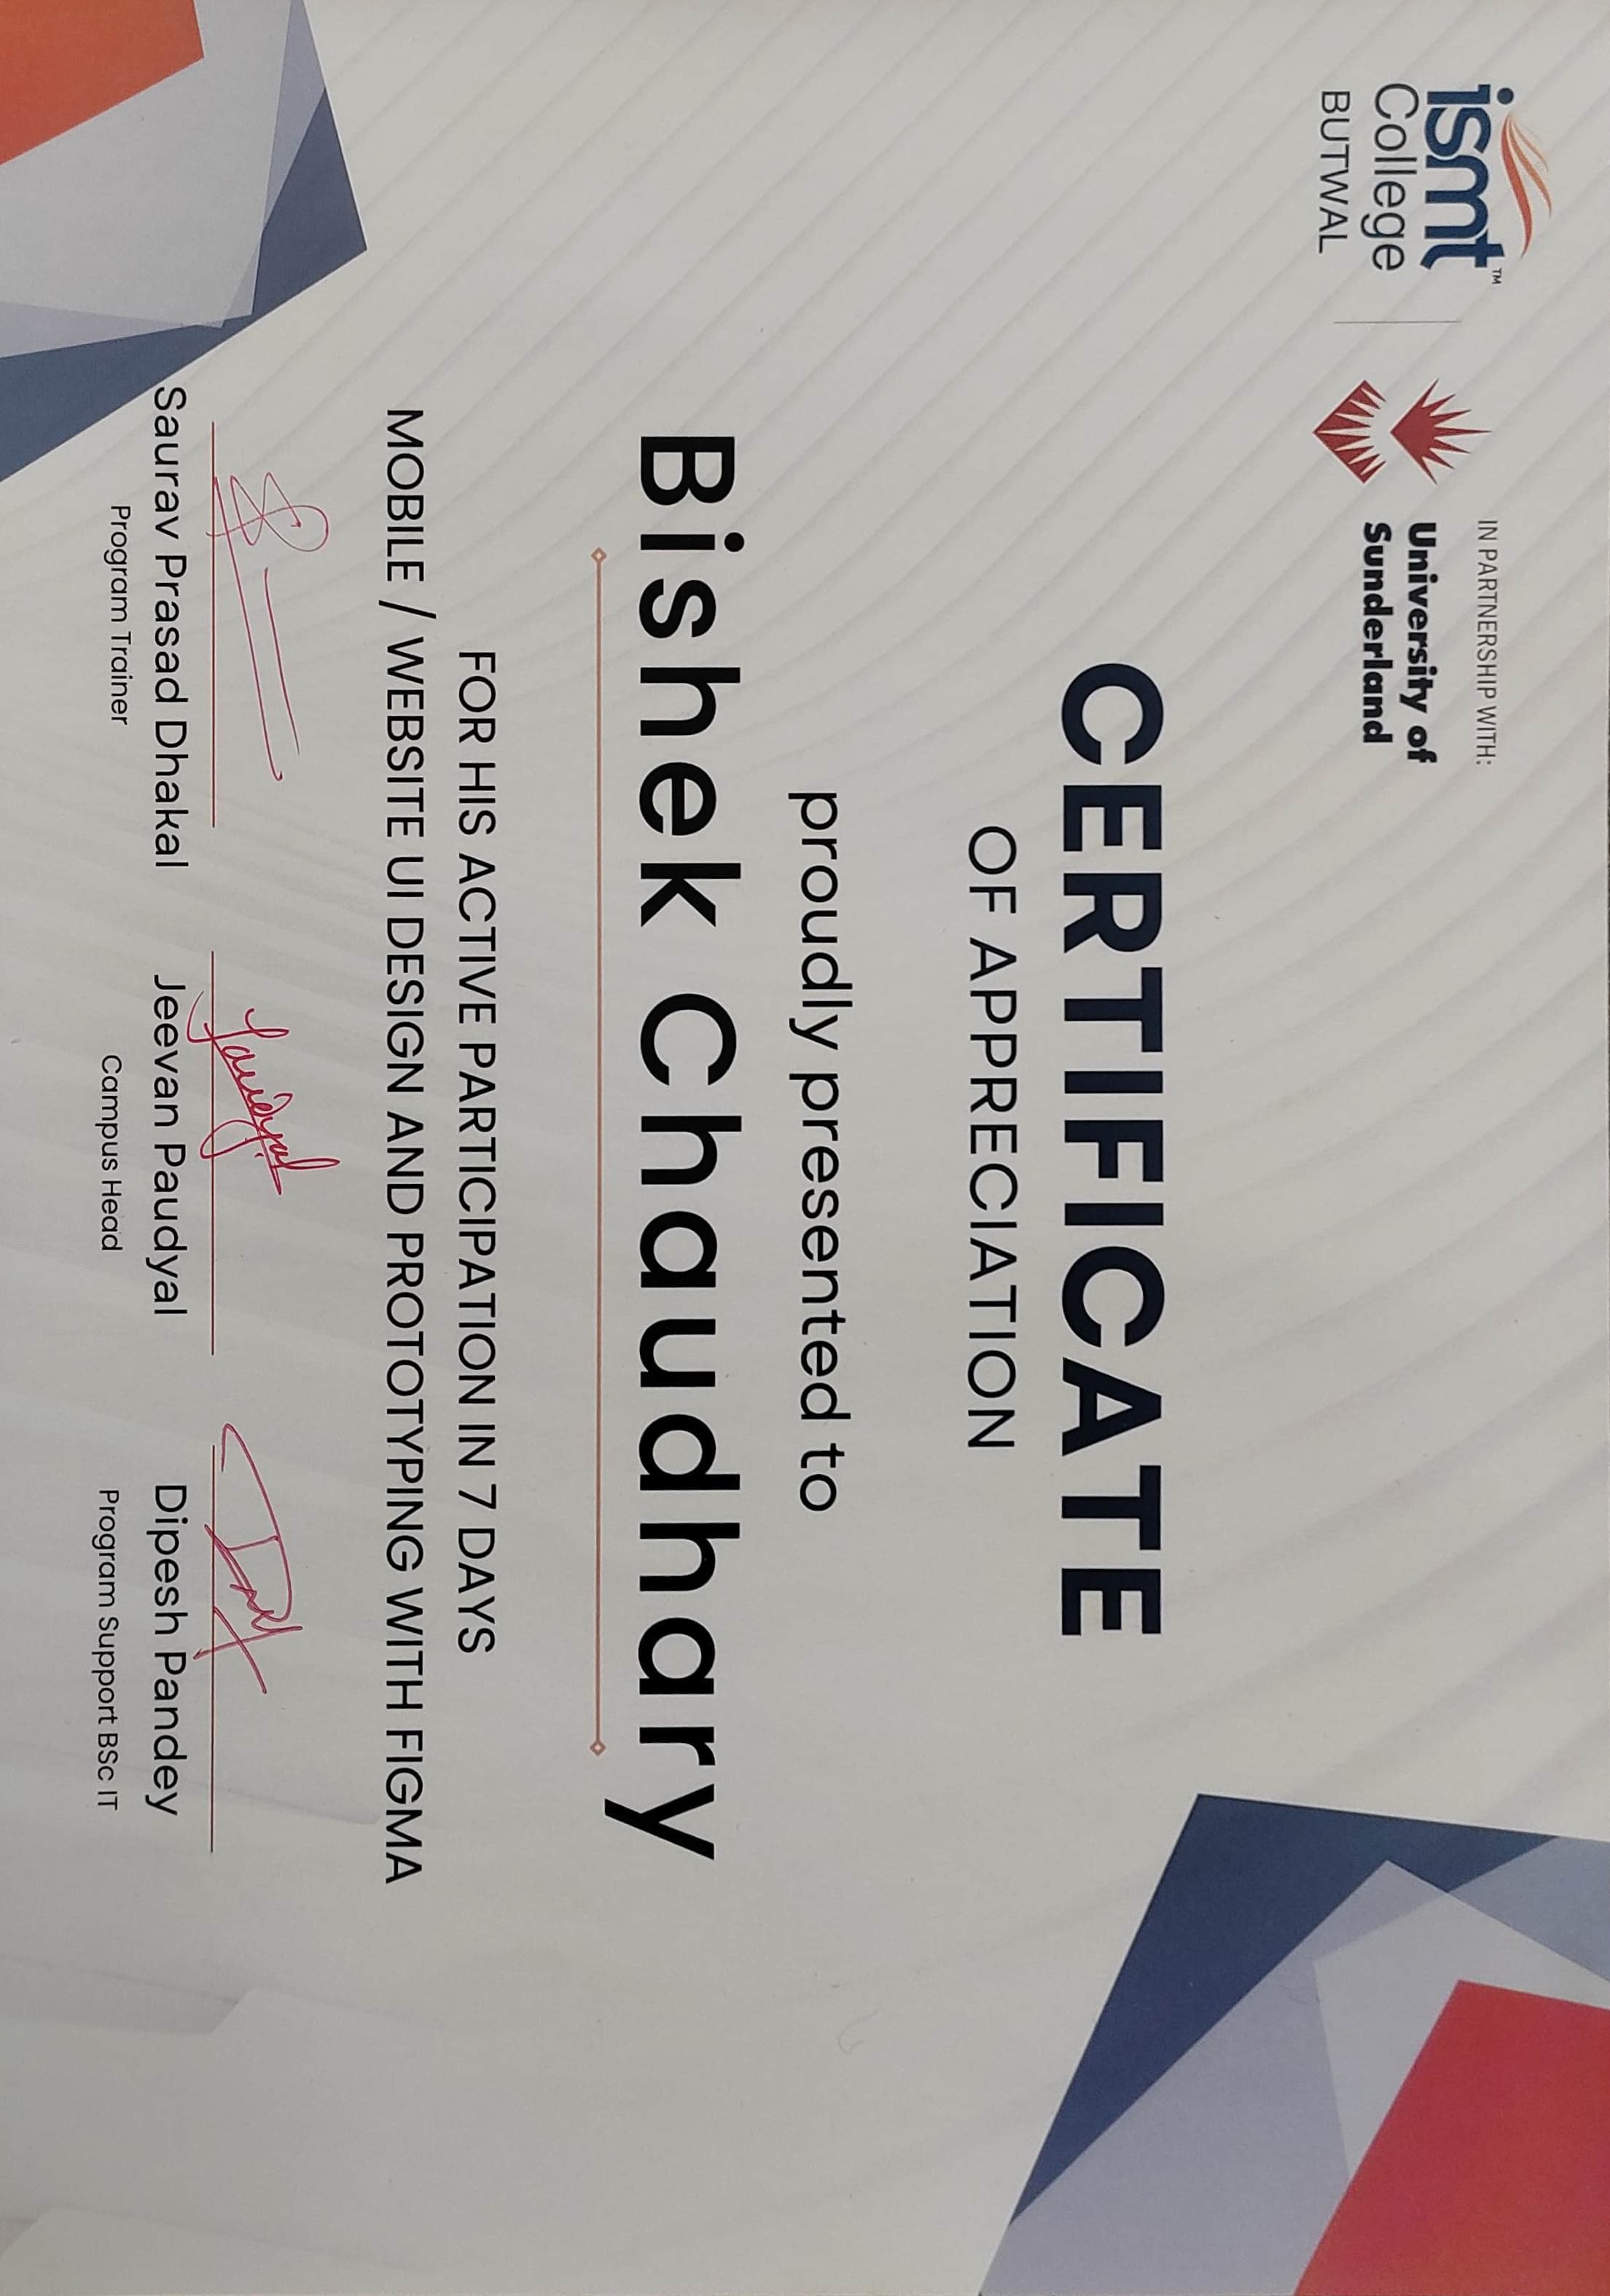 ismt™
College
BUTWAL
IN PARTNERSHIP WITH:
University of
Sunderland
CERTIFICATE
OF APPRECIATION
proudly presented to
Bishek Chaudhary
FOR HIS ACTIVE PARTICIPATION IN 7 DAYS
MOBILE / WEBSITE UI DESIGN AND PROTOTYPING WITH FIGMA
Saurav Prasad Dhakal
Program Trainer
Jeevan Paudyal
Campus Head
Dipesh Pandey
Program Support BSc IT